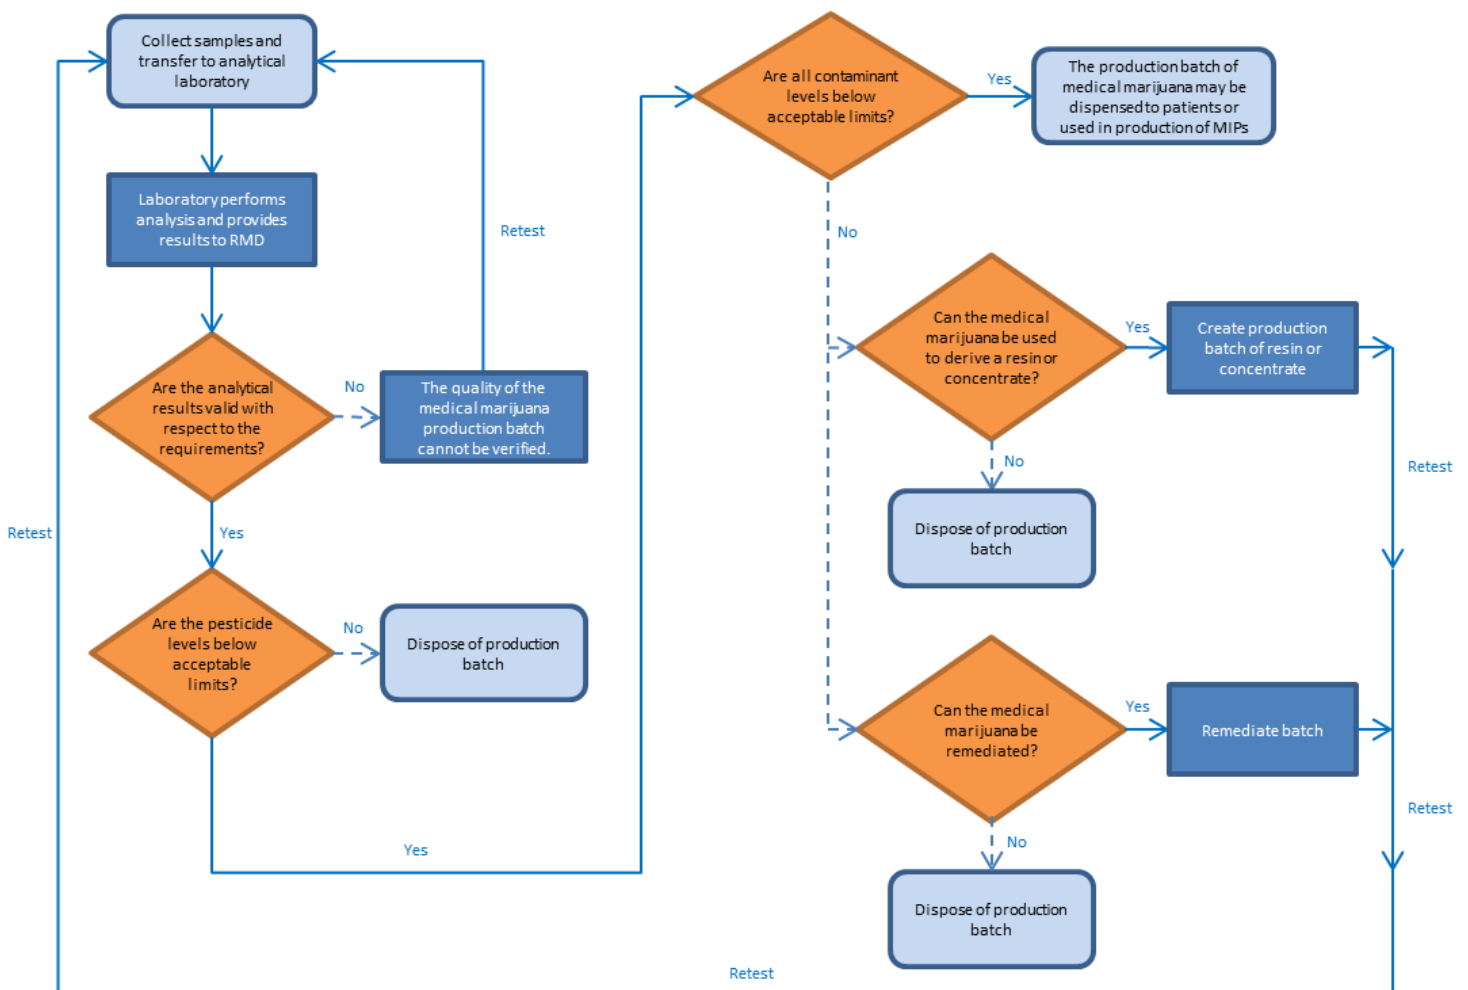 Collect samples and
transfer to analytical
laboratory
Laboratory performs
analysis and provides
results to RMD
Retest
Are the analytical
results valid with
respect to the
requirements?
No
The quality of the
medical marijuana
production batch
cannot be verified.
Yes
Retest
Are the pesticide
levels below
acceptable
limits?
No
Dispose of production
batch
Yes
Are all contaminant
levels below
acceptable limits?
Yes
The production batch of
medical marijuana may be
dispensed to patients or
used in production of MIPs
No
Can the medical
marijuana be used
to derive a resin or
concentrate?
Yes
Create production
batch of resin or
concentrate
Retest
No
Dispose of production
batch
Can the medical
marijuana be
remediated?
Yes
Remediate batch
Retest
No
Dispose of production
batch
Retest